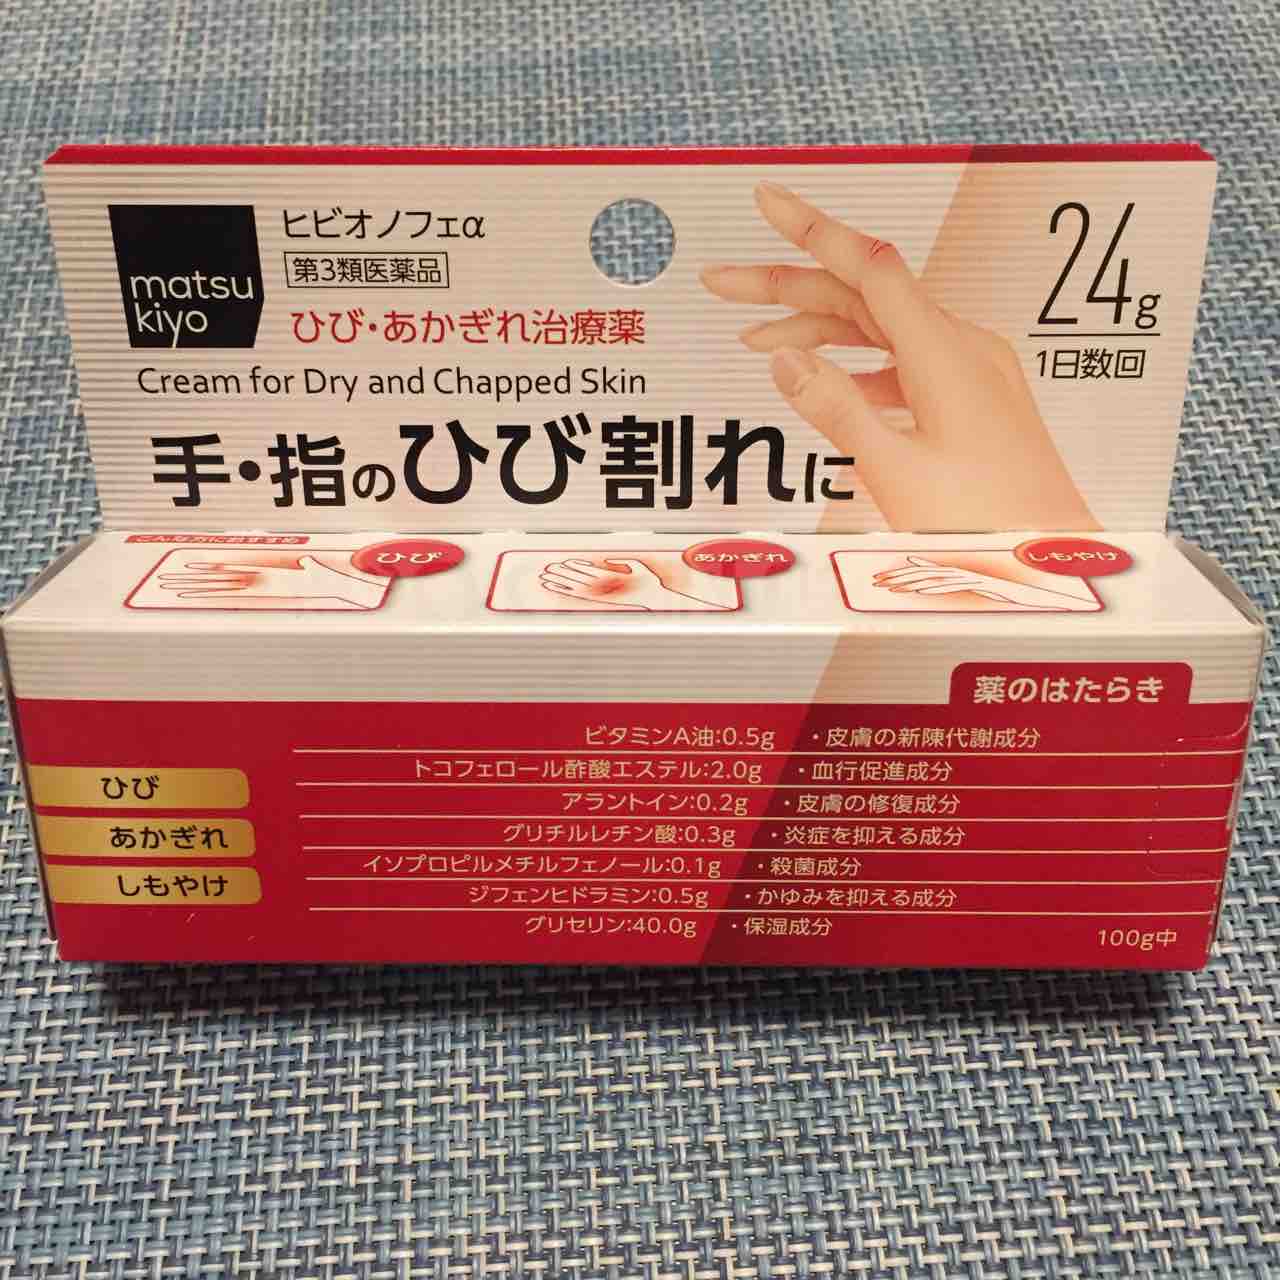 matsu
kiyo
ヒビオノフェα
第3類医薬品
ひび・あかぎれ治療薬
Cream for Dry and Chapped Skin
手・指のひび割れに
24g
1日数回
こんな方におすすめ
ひび
あかぎれ
しもやけ
薬のはたらき
ひび
あかぎれ
しもやけ
ビタミンA油:0.5g ・皮膚の新陳代謝成分
トコフェロール酢酸エステル:2.0g ・血行促進成分
アラントイン:0.2g ・皮膚の修復成分
グリチルレチン酸:0.3g ・炎症を抑える成分
イソプロピルメチルフェノール:0.1g ・殺菌成分
ジフェンヒドラミン:0.5g ・かゆみを抑える成分
グリセリン:40.0g ・保湿成分
100g中